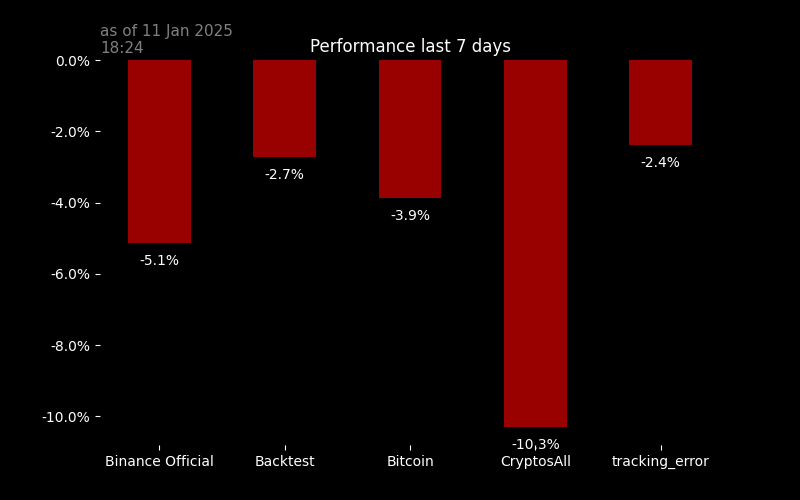 as of 11 Jan 2025
18:24
Performance last 7 days
0.0%
-2.0%
-4.0%
-6.0%
-8.0%
-10.0%
-5.1%
-2.7%
-3.9%
-10.3%
-2.4%
Binance Official
Backtest
Bitcoin
CryptosAll
tracking_error